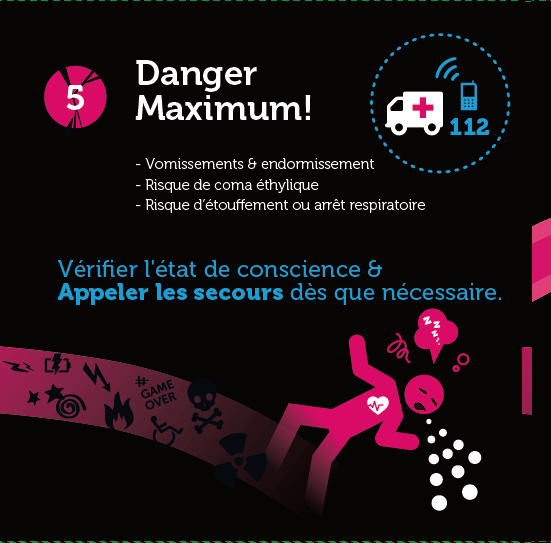 5
Danger
Maximum!
112
- Vomissements & endormissement
- Risque de coma éthylique
- Risque d'étouffement ou arrêt respiratoire
Vérifier l'état de conscience &
Appeler les secours dès que nécessaire.
z z z...
#GAME
OVER